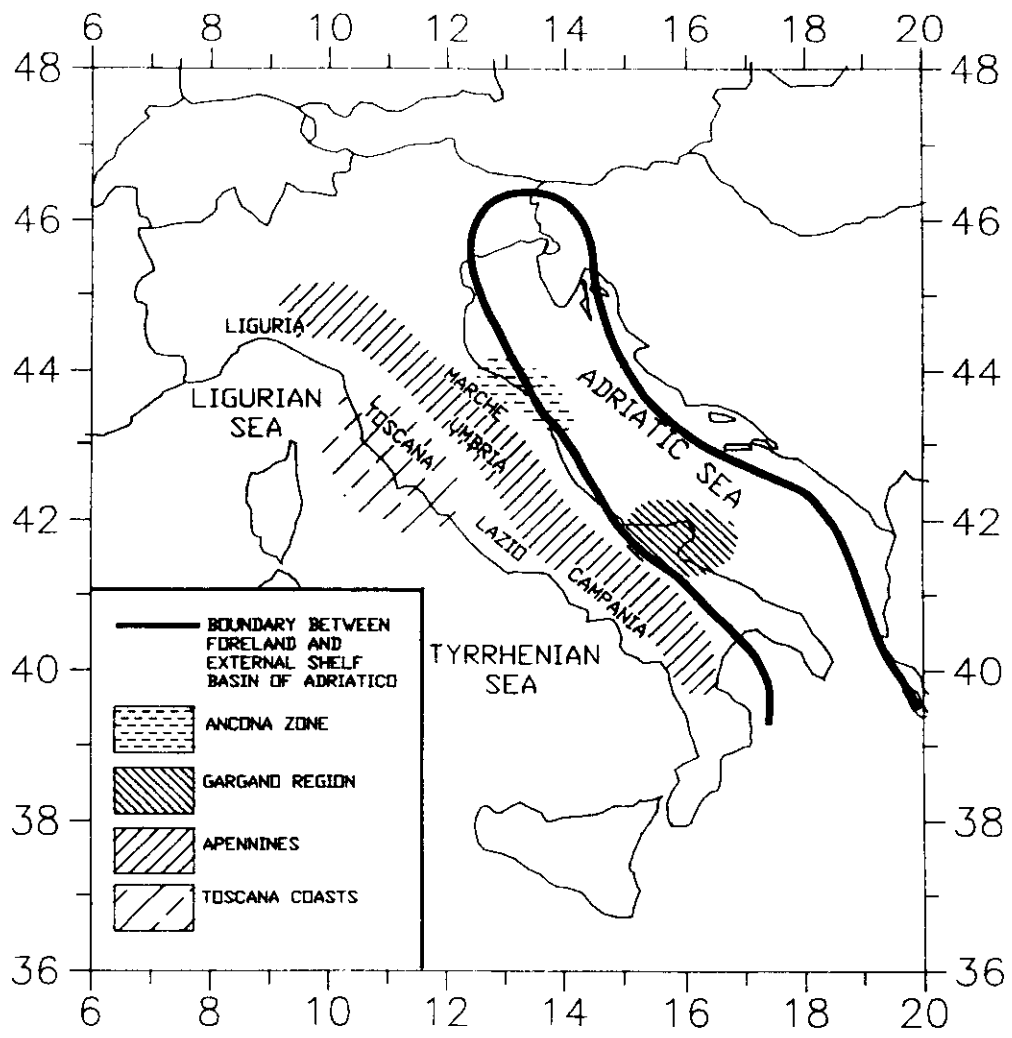 6 8 10 12 14 16 18 20
48 48
46 46
LIGURIA
44 44
MARCHE
ADRIATIC SEA
LIGURIAN
SEA
TOSCANA
UMBRIA
42 42
LAZIO
CAMPANIA
BOUNDARY BETWEEN
FORELAND AND
EXTERNAL SHELF
BASIN OF ADRIATICO
TYRRHENIAN
SEA
40 40
ANCONA ZONE
GARGANO REGION
38 38
APENNINES
TOSCANA COASTS
36 36
6 8 10 12 14 16 18 20